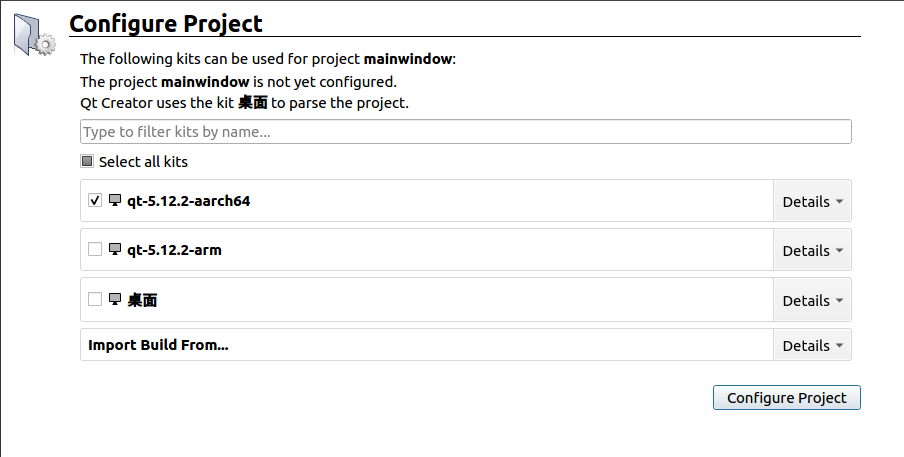 Configure Project
The following kits can be used for project mainwindow:
The project mainwindow is not yet configured.
Qt Creator uses the kit 桌面 to parse the project.
Type to filter kits by name...
Select all kits
qt-5.12.2-aarch64 Details
qt-5.12.2-arm Details
桌面 Details
Import Build From... Details
Configure Project